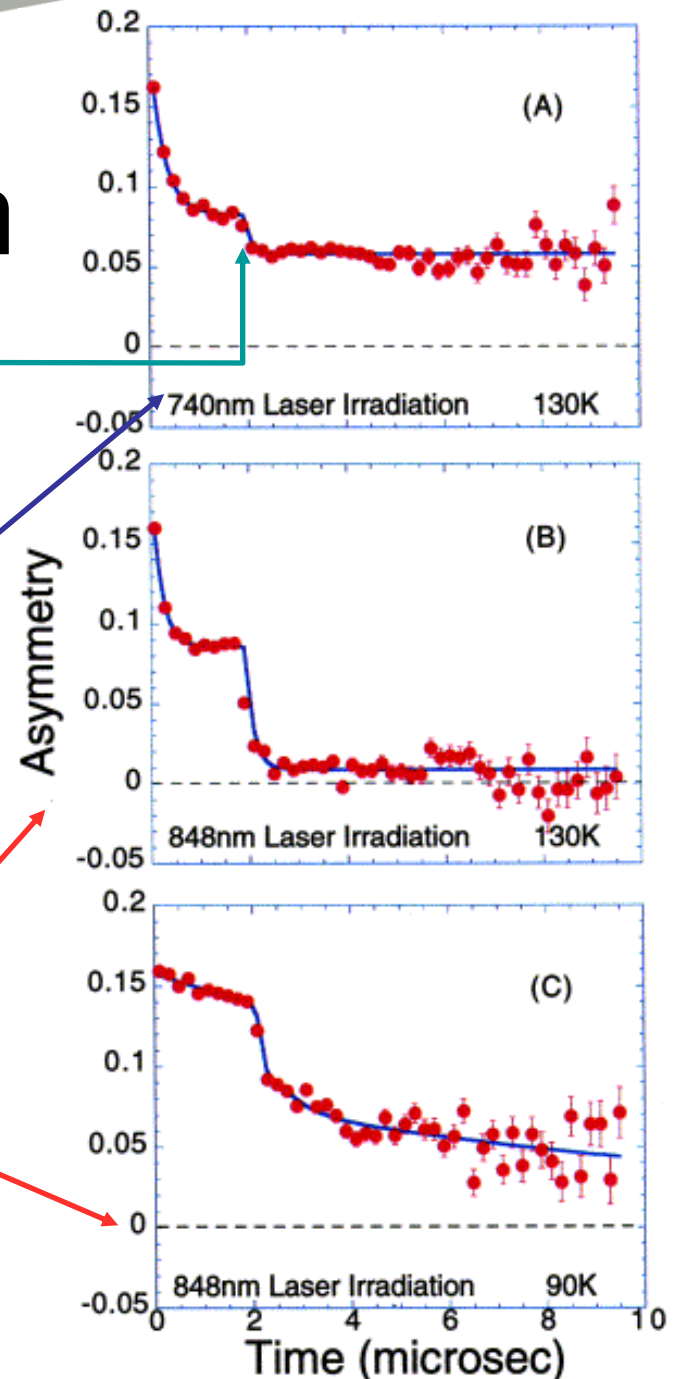 n
0.2
0.15
(A)
0.1
0.05
0
740nm Laser Irradiation 130K
-0.05
0.2
0.15
(B)
0.1
0.05
0
848nm Laser Irradiation 130K
-0.05
Asymmetry
0.2
0.15
(C)
0.1
0.05
0
848nm Laser Irradiation 90K
-0.05
0 2 4 6 8 10
Time (microsec)